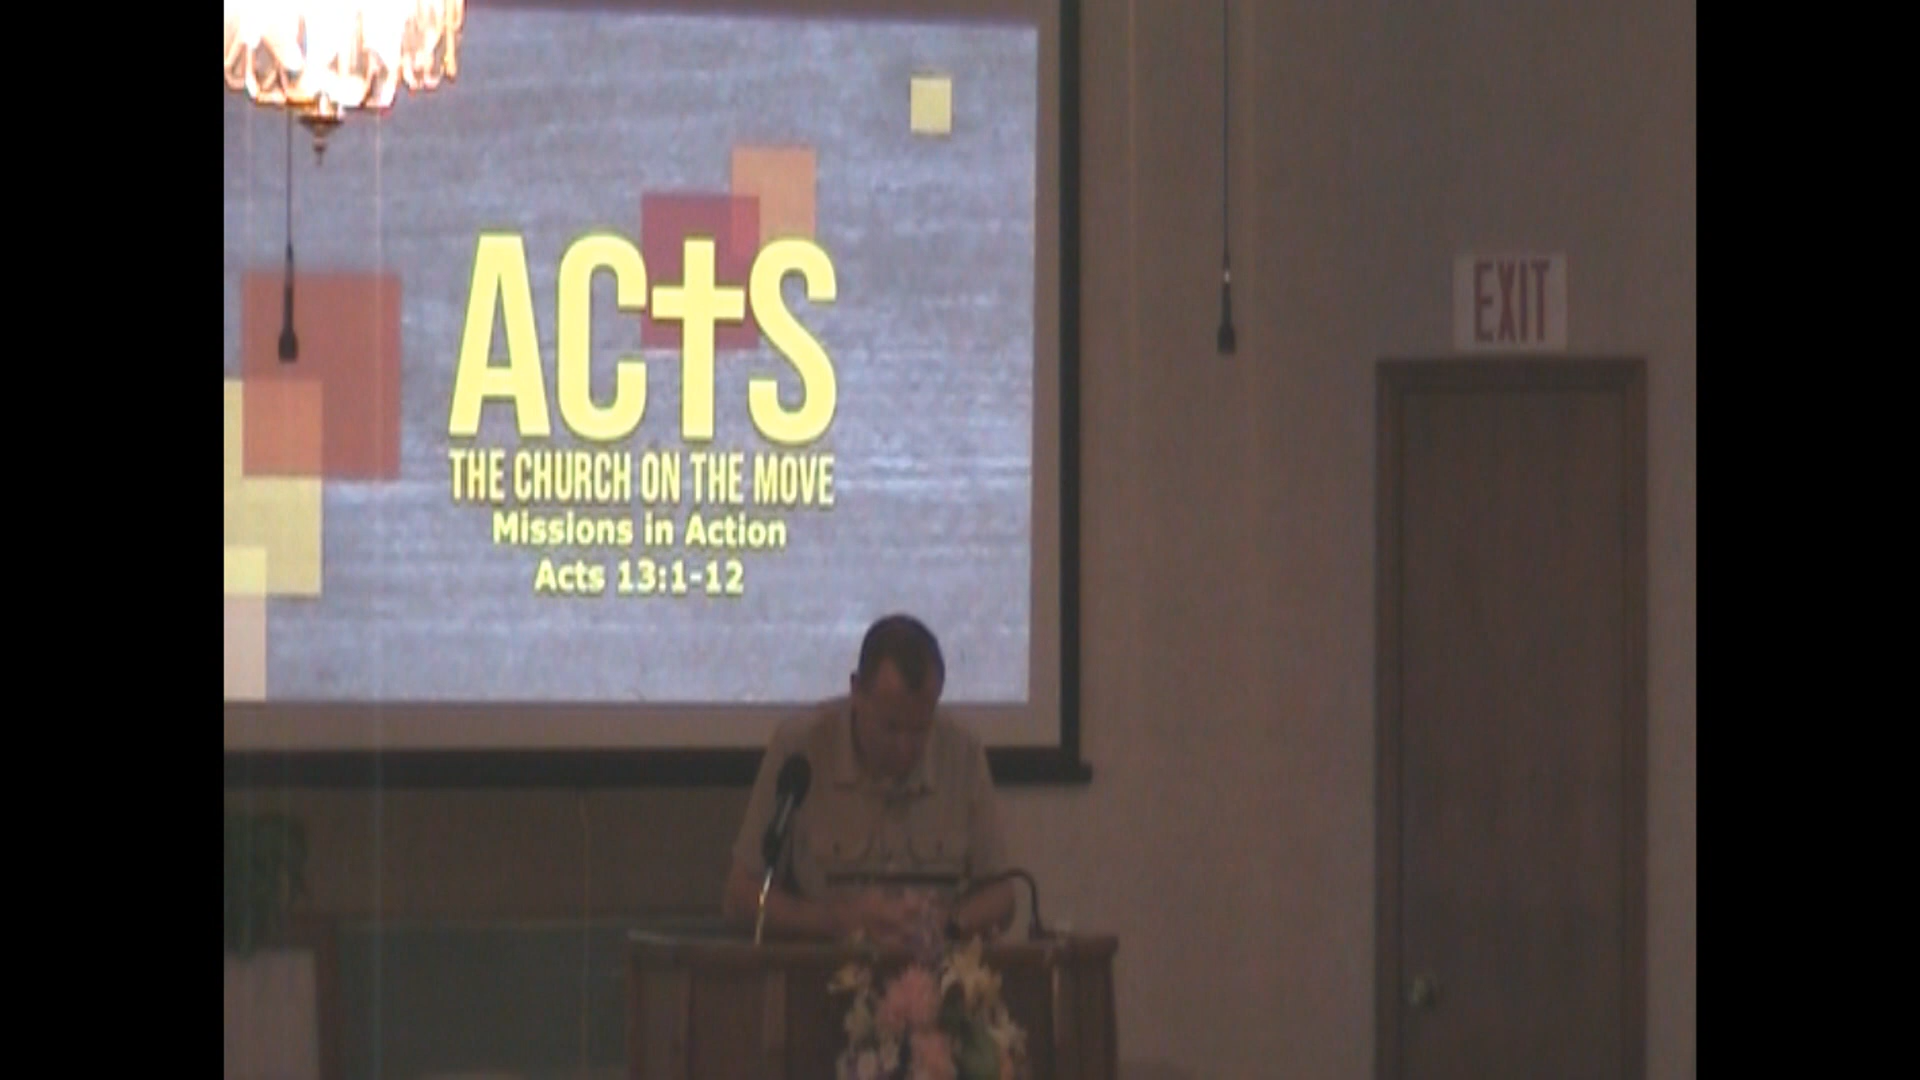 ACtS
THE CHURCH ON THE MOVE
Missions in Action
Acts 13:1-12
EXIT